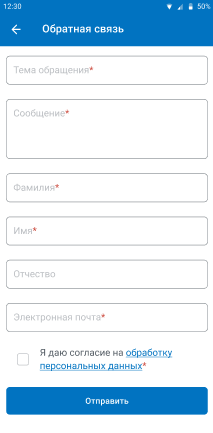 12:30
50%
Обратная связь
Тема обращения*
Сообщение*
Фамилия*
Имя*
Отчество
Электронная почта*
Я даю согласие на обработку
персональных данных*
Отправить